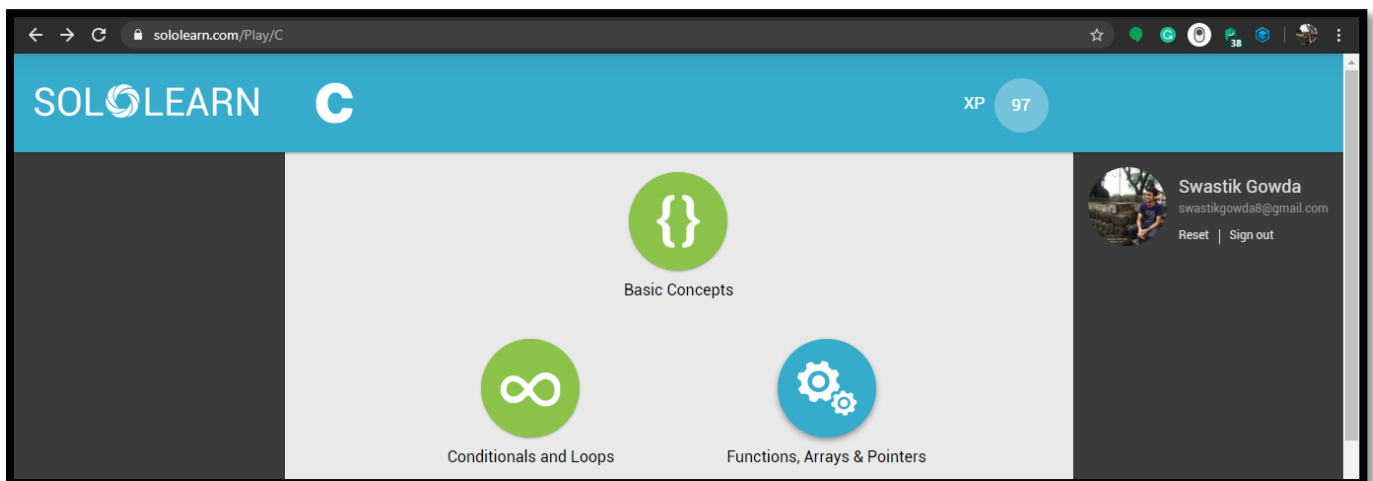 sololearn.com/Play/C
38
SOLOLEARN
C
XP 97
Swastik Gowda
swastikgowda8@gmail.com
Reset | Sign out
{}
Basic Concepts
Conditionals and Loops
Functions, Arrays & Pointers